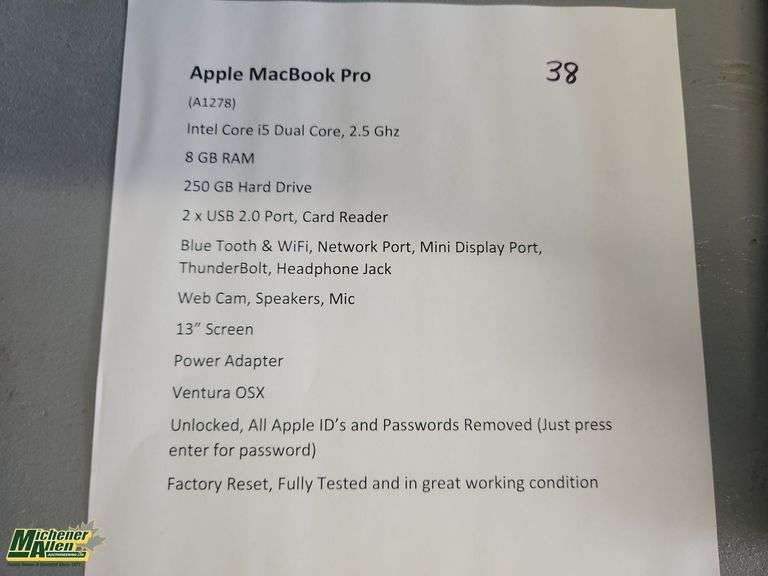 Apple MacBook Pro 38
(A1278)
Intel Core i5 Dual Core, 2.5 Ghz
8 GB RAM
250 GB Hard Drive
2 x USB 2.0 Port, Card Reader
Blue Tooth & WiFi, Network Port, Mini Display Port,
ThunderBolt, Headphone Jack
Web Cam, Speakers, Mic
13” Screen
Power Adapter
Ventura OSX
Unlocked, All Apple ID’s and Passwords Removed (Just press
enter for password)
Factory Reset, Fully Tested and in great working condition
Michener
Allen
AUCTIONEERING LTD